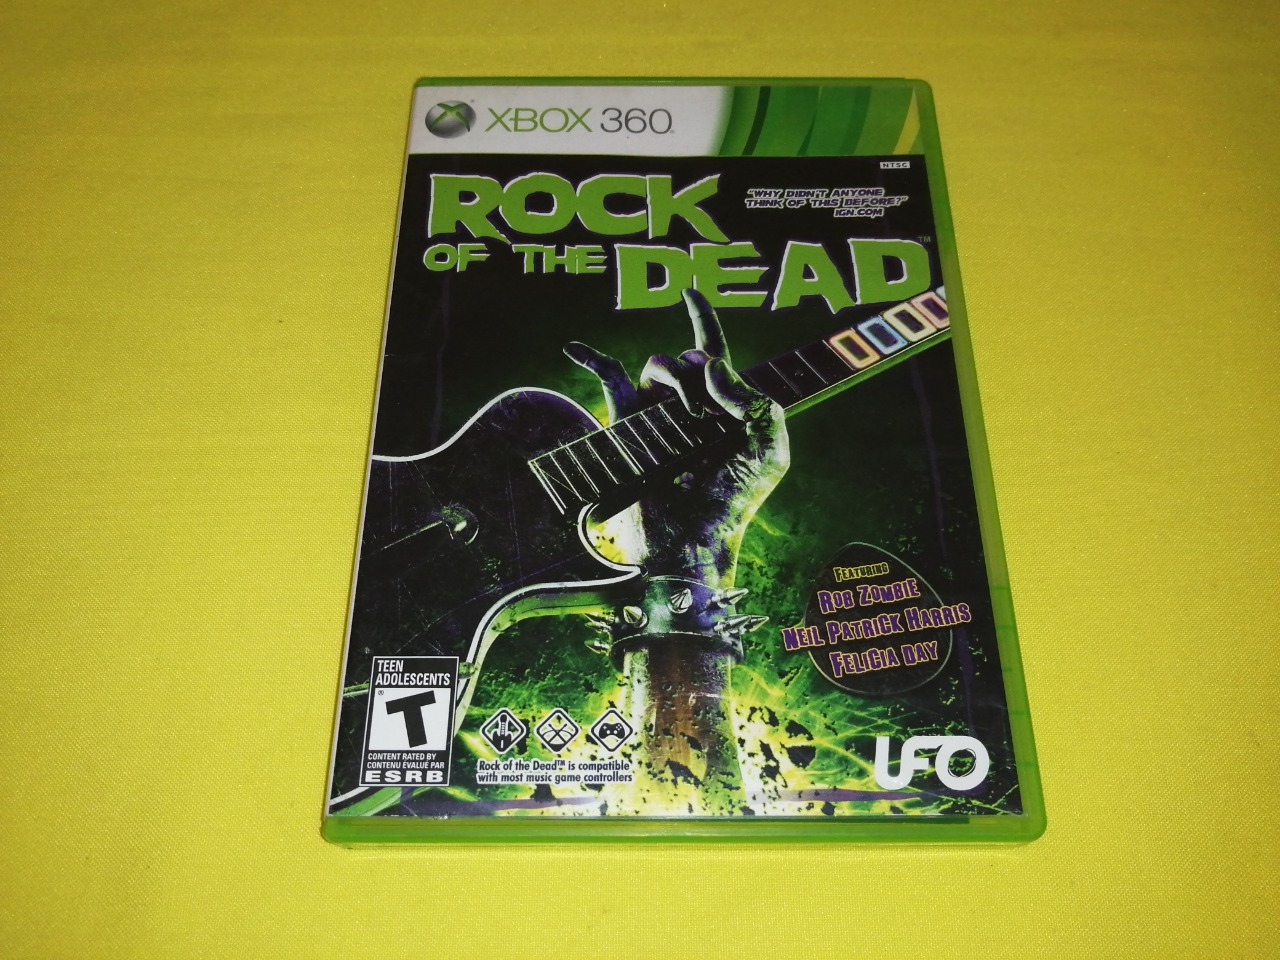 XBOX 360
NTSC
ROCK
OF THE DEAD™
"WHY DIDN'T ANYONE
THINK OF THIS BEFORE?"
IGN.COM
FEATURING
ROB ZOMBIE
NEIL PATRICK HARRIS
FELICIA DAY
TEEN
ADOLESCENTS
T
®
CONTENT RATED BY
CONTENU ÉVALUÉ PAR
ESRB
Rock of the Dead™ is compatible
with most music game controllers
UFO